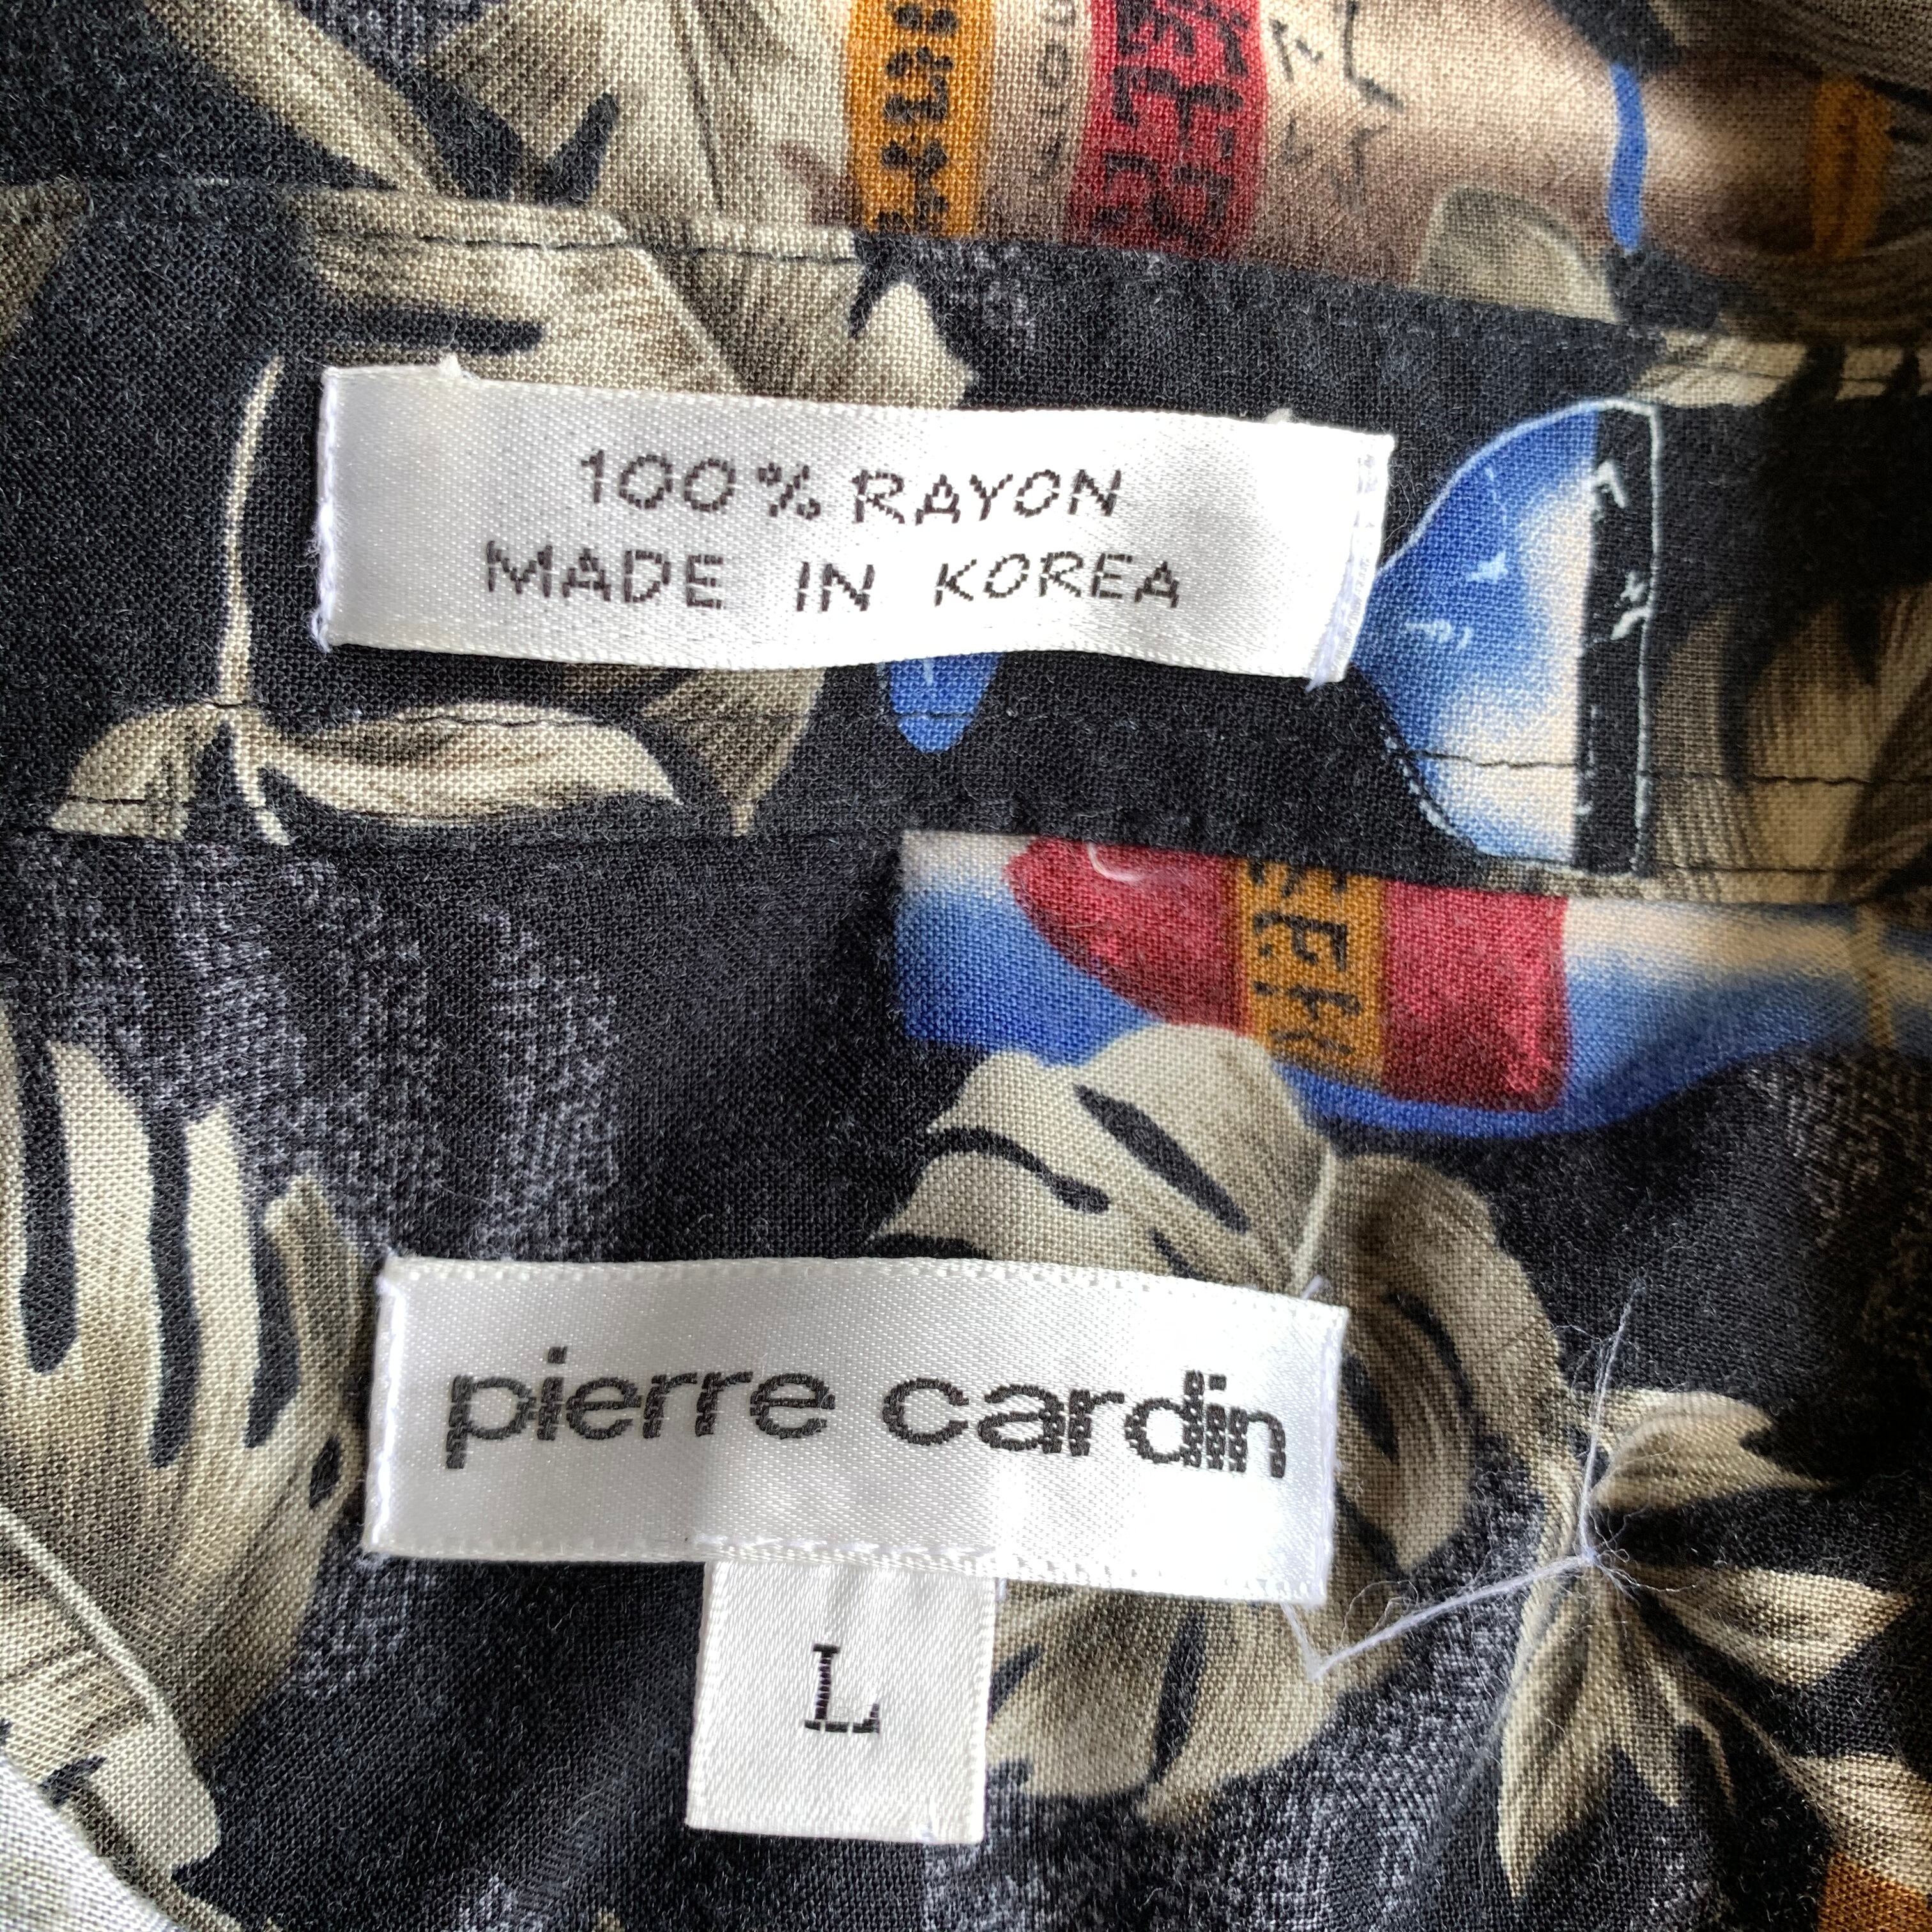 100% RAYON
MADE IN KOREA
pierre cardin
L